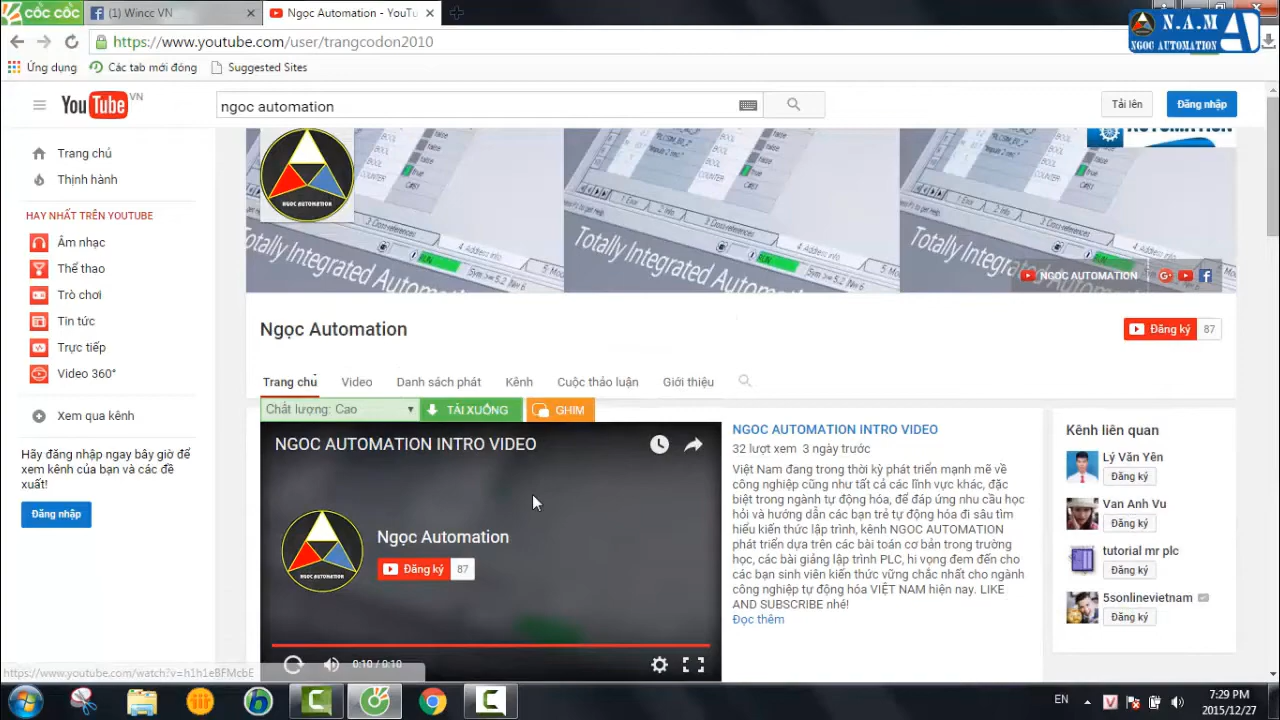 CỐC CỐC
(1) Wincc VN
Ngọc Automation - YouTu
N.A.M
NGOC AUTOMATION
https://www.youtube.com/user/trangcodon2010
Ứng dụng
Các tab mới đóng
Suggested Sites
YouTube VN
ngoc automation
Tải lên
Đăng nhập
Trang chủ
Thịnh hành
HAY NHẤT TRÊN YOUTUBE
Âm nhạc
Thể thao
Trò chơi
Tin tức
Trực tiếp
Video 360°
Xem qua kênh
Hãy đăng nhập ngay bây giờ để
xem kênh của bạn và các đề
xuất!
Đăng nhập
NGOC AUTOMATION
Totally Integrated Automation
Totally Integrated Automation
Totally Integra
NGOC AUTOMATION
Ngọc Automation
Đăng ký 87
Trang chủ
Video
Danh sách phát
Kênh
Cuộc thảo luận
Giới thiệu
Chất lượng: Cao
TẢI XUỐNG
GHIM
NGOC AUTOMATION INTRO VIDEO
Ngọc Automation
Đăng ký 87
NGOC AUTOMATION
0:10 / 0:10
NGOC AUTOMATION INTRO VIDEO
32 lượt xem 3 ngày trước
Việt Nam đang trong thời kỳ phát triển mạnh mẽ về
công nghiệp cũng như tất cả các lĩnh vực khác, đặc
biệt trong ngành tự động hóa, để đáp ứng nhu cầu học
hỏi và hướng dẫn các bạn trẻ tự động hóa đi sâu tìm
hiểu kiến thức lập trình, kênh NGOC AUTOMATION
phát triển dựa trên các bài toán cơ bản trong trường
học, các bài giảng lập trình PLC, hi vọng đem đến cho
các bạn sinh viên kiến thức vững chắc nhất cho ngành
công nghiệp tự động hóa VIỆT NAM hiện nay. LIKE
AND SUBSCRIBE nhé!
Đọc thêm
Kênh liên quan
Lý Văn Yên
Đăng ký
Van Anh Vu
Đăng ký
tutorial mr plc
Đăng ký
5sonlinevietnam
Đăng ký
https://www.youtube.com/watch?v=h1h1eBFMcbE
EN
7:29 PM
2015/12/27